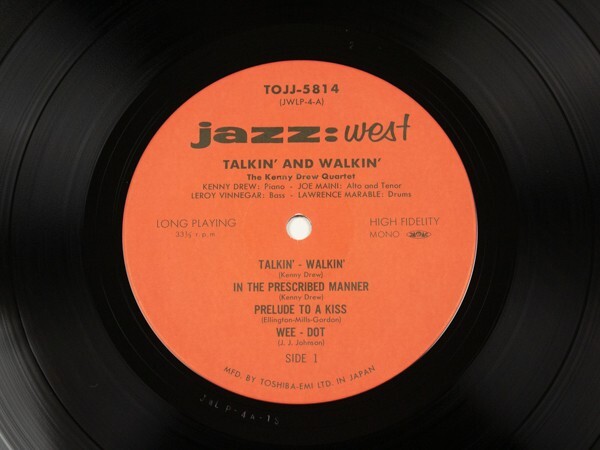 TOJJ-5814
(JWLP-4-A)
jazz:west
TALKIN' AND WALKIN'
The Kenny Drew Quartet
KENNY DREW: Piano - JOE MAINI: Alto and Tenor
LEROY VINNEGAR: Bass - LAWRENCE MARABLE: Drums
LONG PLAYING
33⅓ r.p.m.
HIGH FIDELITY
MONO
TALKIN' - WALKIN'
(Kenny Drew)
IN THE PRESCRIBED MANNER
(Kenny Drew)
PRELUDE TO A KISS
(Ellington-Mills-Gordon)
WEE - DOT
(J. J. Johnson)
SIDE 1
MFD. BY TOSHIBA-EMI LTD. IN JAPAN